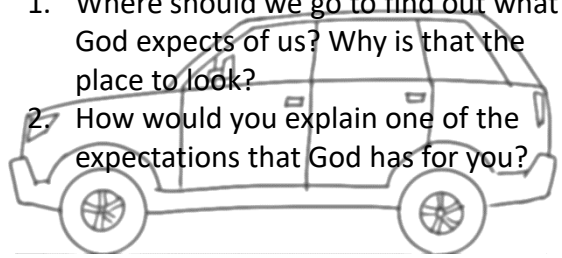 1. Where should we go to find out what
God expects of us? Why is that the
place to look?
2. How would you explain one of the
expectations that God has for you?